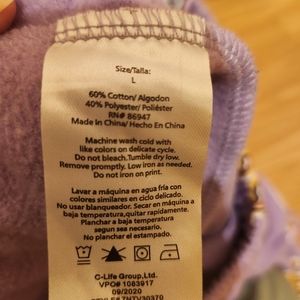 Size/Talla:
L
60% Cotton/ Algodon
40% Polyester/ Poliéster
RN# 86947
Made in China/ Hecho En China
Machine wash cold with
like colors on delicate cycle.
Do not bleach.Tumble dry low.
Remove promptly. Low iron as needed.
Do not iron on print.
Lavar a máquina en agua fría con
colores similares en ciclo delicado.
No usar blanqueador. Secar en máquina a
baja temperatura,quitar rapidamente.
Planchar a baja temperatura
segun sea necesario.
No planchar el estampado.
C-Life Group,Ltd.
VPO# 1083917
09/2020
THTV30370